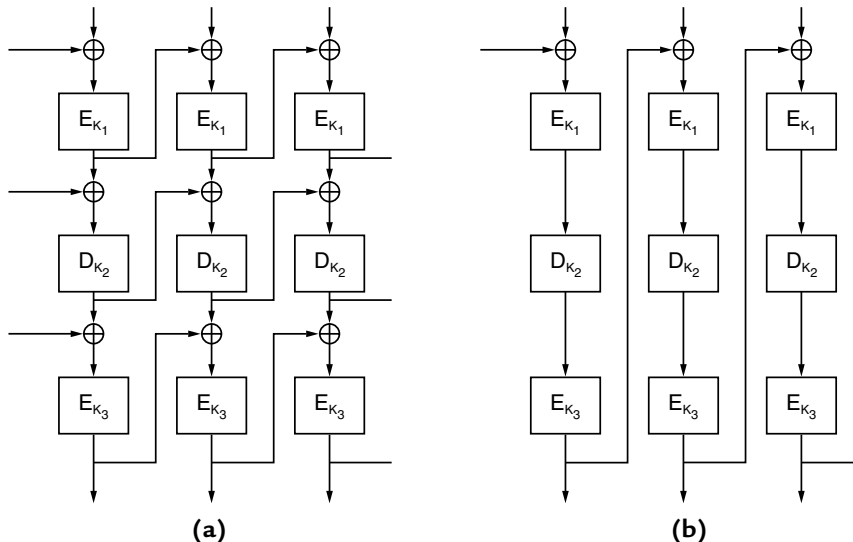 E_K₁ E_K₁ E_K₁ E_K₁ E_K₁ E_K₁
D_K₂ D_K₂ D_K₂ D_K₂ D_K₂ D_K₂
E_K₃ E_K₃ E_K₃ E_K₃ E_K₃ E_K₃
(a) (b)